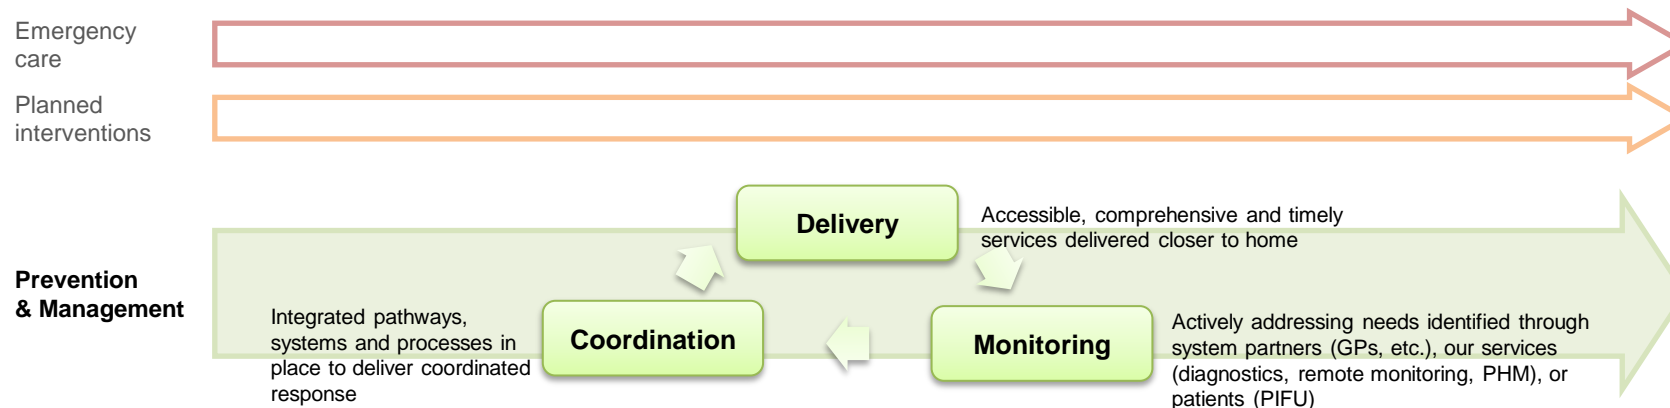 Emergency
care
Planned
interventions
Delivery
Accessible, comprehensive and timely
services delivered closer to home
Prevention
& Management
Integrated pathways,
systems and processes in
place to deliver coordinated
response
Coordination
Monitoring
Actively addressing needs identified through
system partners (GPs, etc.), our services
(diagnostics, remote monitoring, PHM), or
patients (PIFU)